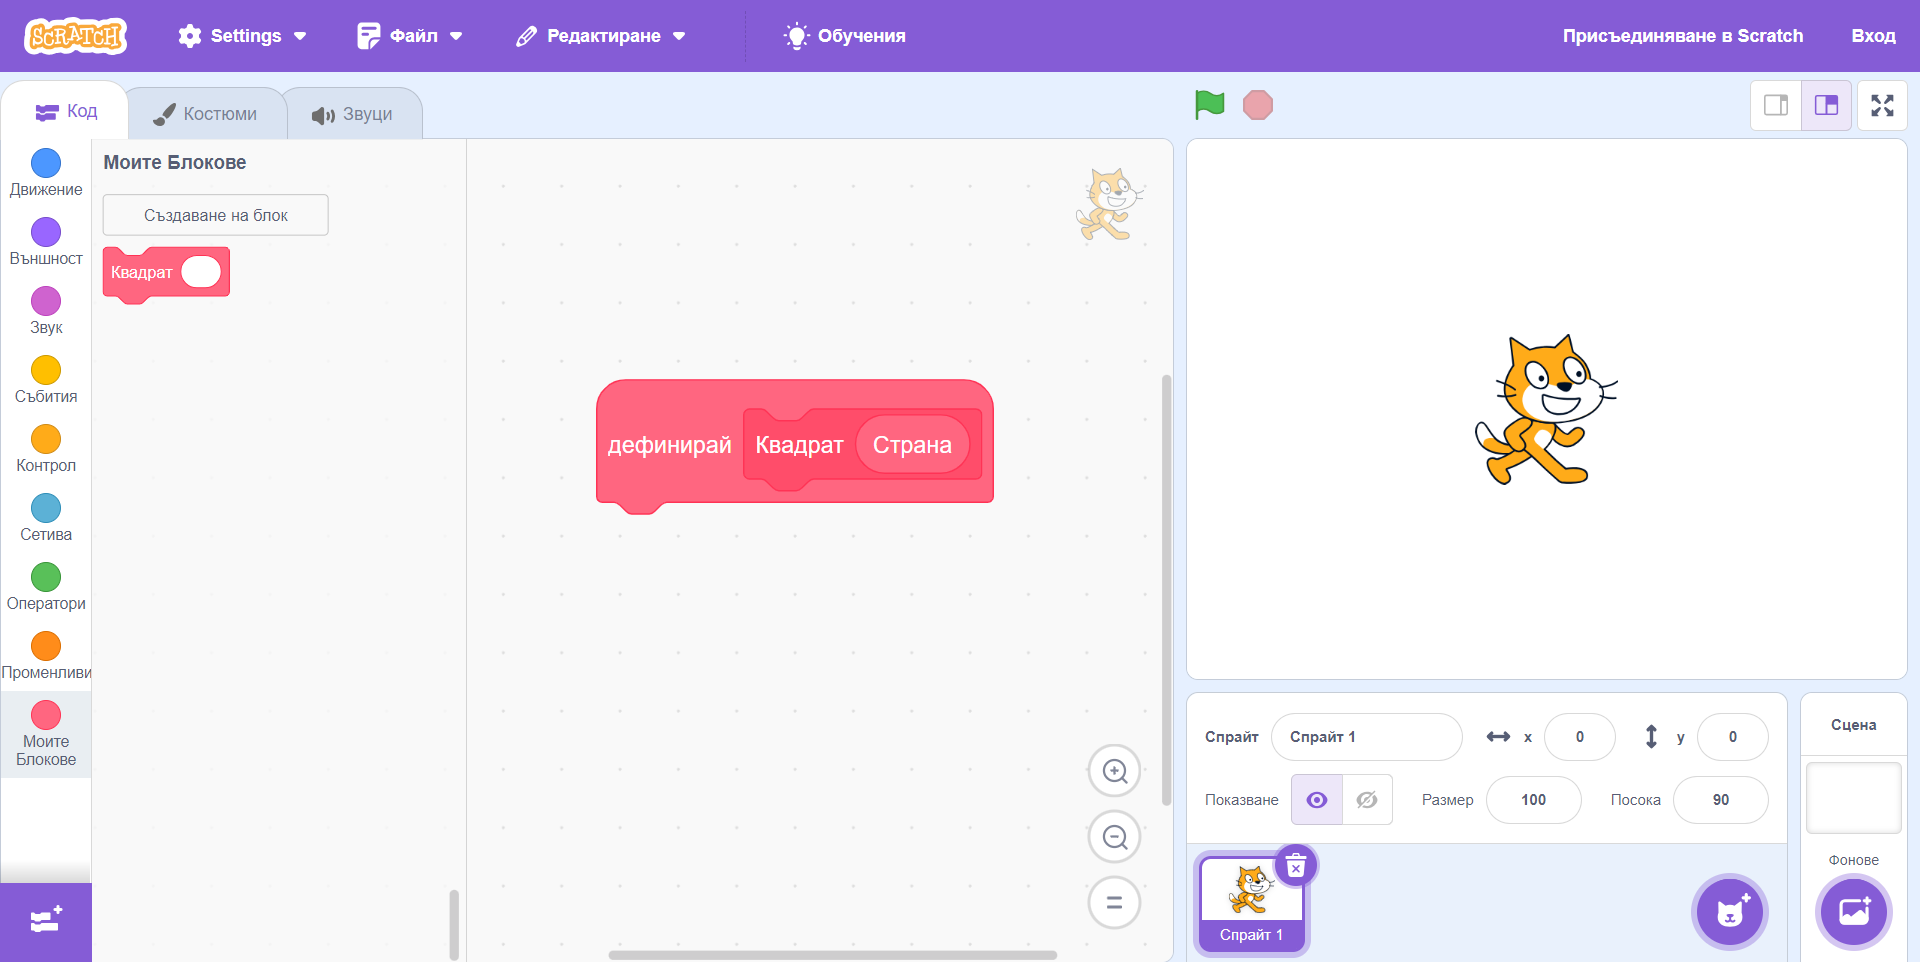 SCRATCH Settings Файл Редактиране Обучения Присъединяване в Scratch Вход
Код Костюми Звуци
Движение
Външност
Звук
Събития
Контрол
Сетива
Оператори
Променливи
Моите
Блокове
Моите Блокове
Създаване на блок
Квадрат
дефинирай Квадрат Страна
Спрайт Спрайт 1 x 0 y 0
Показване Размер 100 Посока 90
Спрайт 1
Сцена
Фонове